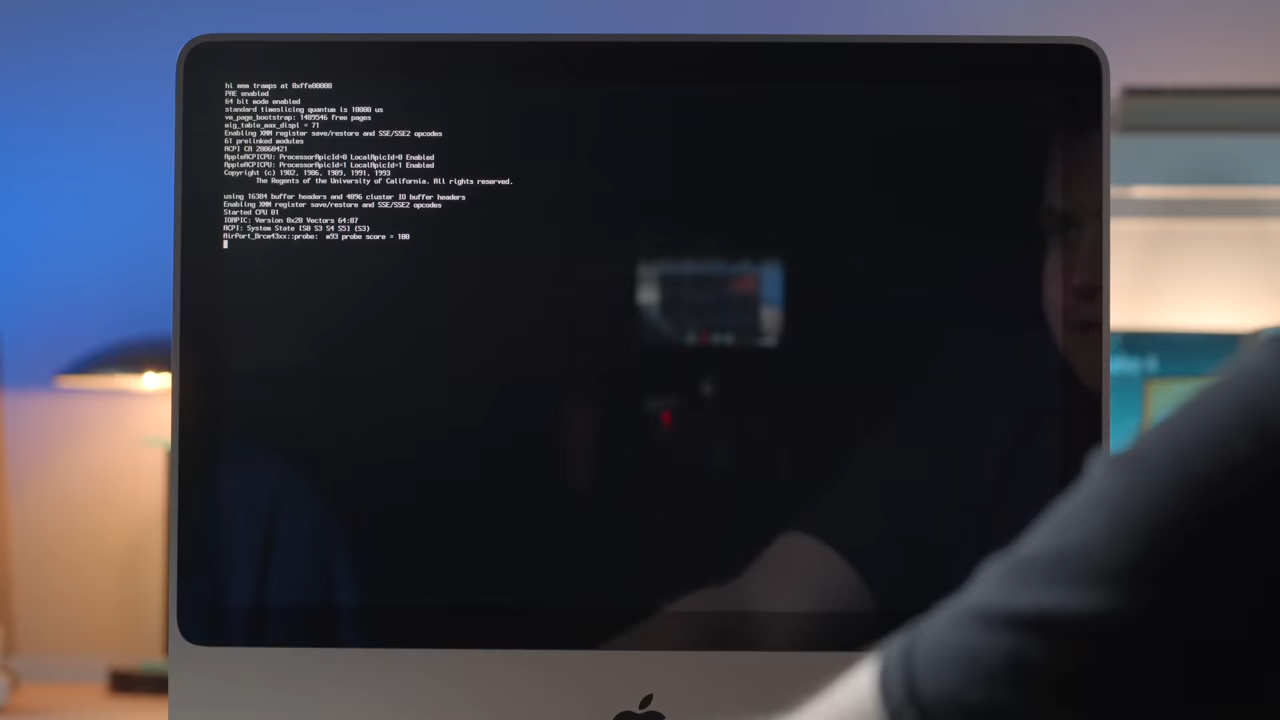 hi mem tramps at 0xffe00000
PAE enabled
64 bit mode enabled
standard timeslicing quantum is 10000 us
vm_page_bootstrap: 1489546 free pages
mig_table_max_displ = 71
Enabling XMM register save/restore and SSE/SSE2 opcodes
61 prelinked modules
ACPI CA 20060421
AppleACPICPU: ProcessorApicId=0 LocalApicId=0 Enabled
AppleACPICPU: ProcessorApicId=1 LocalApicId=1 Enabled
Copyright (c) 1982, 1986, 1989, 1991, 1993
The Regents of the University of California. All rights reserved.
using 16384 buffer headers and 4096 cluster IO buffer headers
Enabling XMM register save/restore and SSE/SSE2 opcodes
Started CPU 01
IOAPIC: Version 0x20 Vectors 64:87
ACPI: System State [S0 S3 S4 S5] (S3)
AirPort_Brcm43xx::probe: m93 probe score = 100